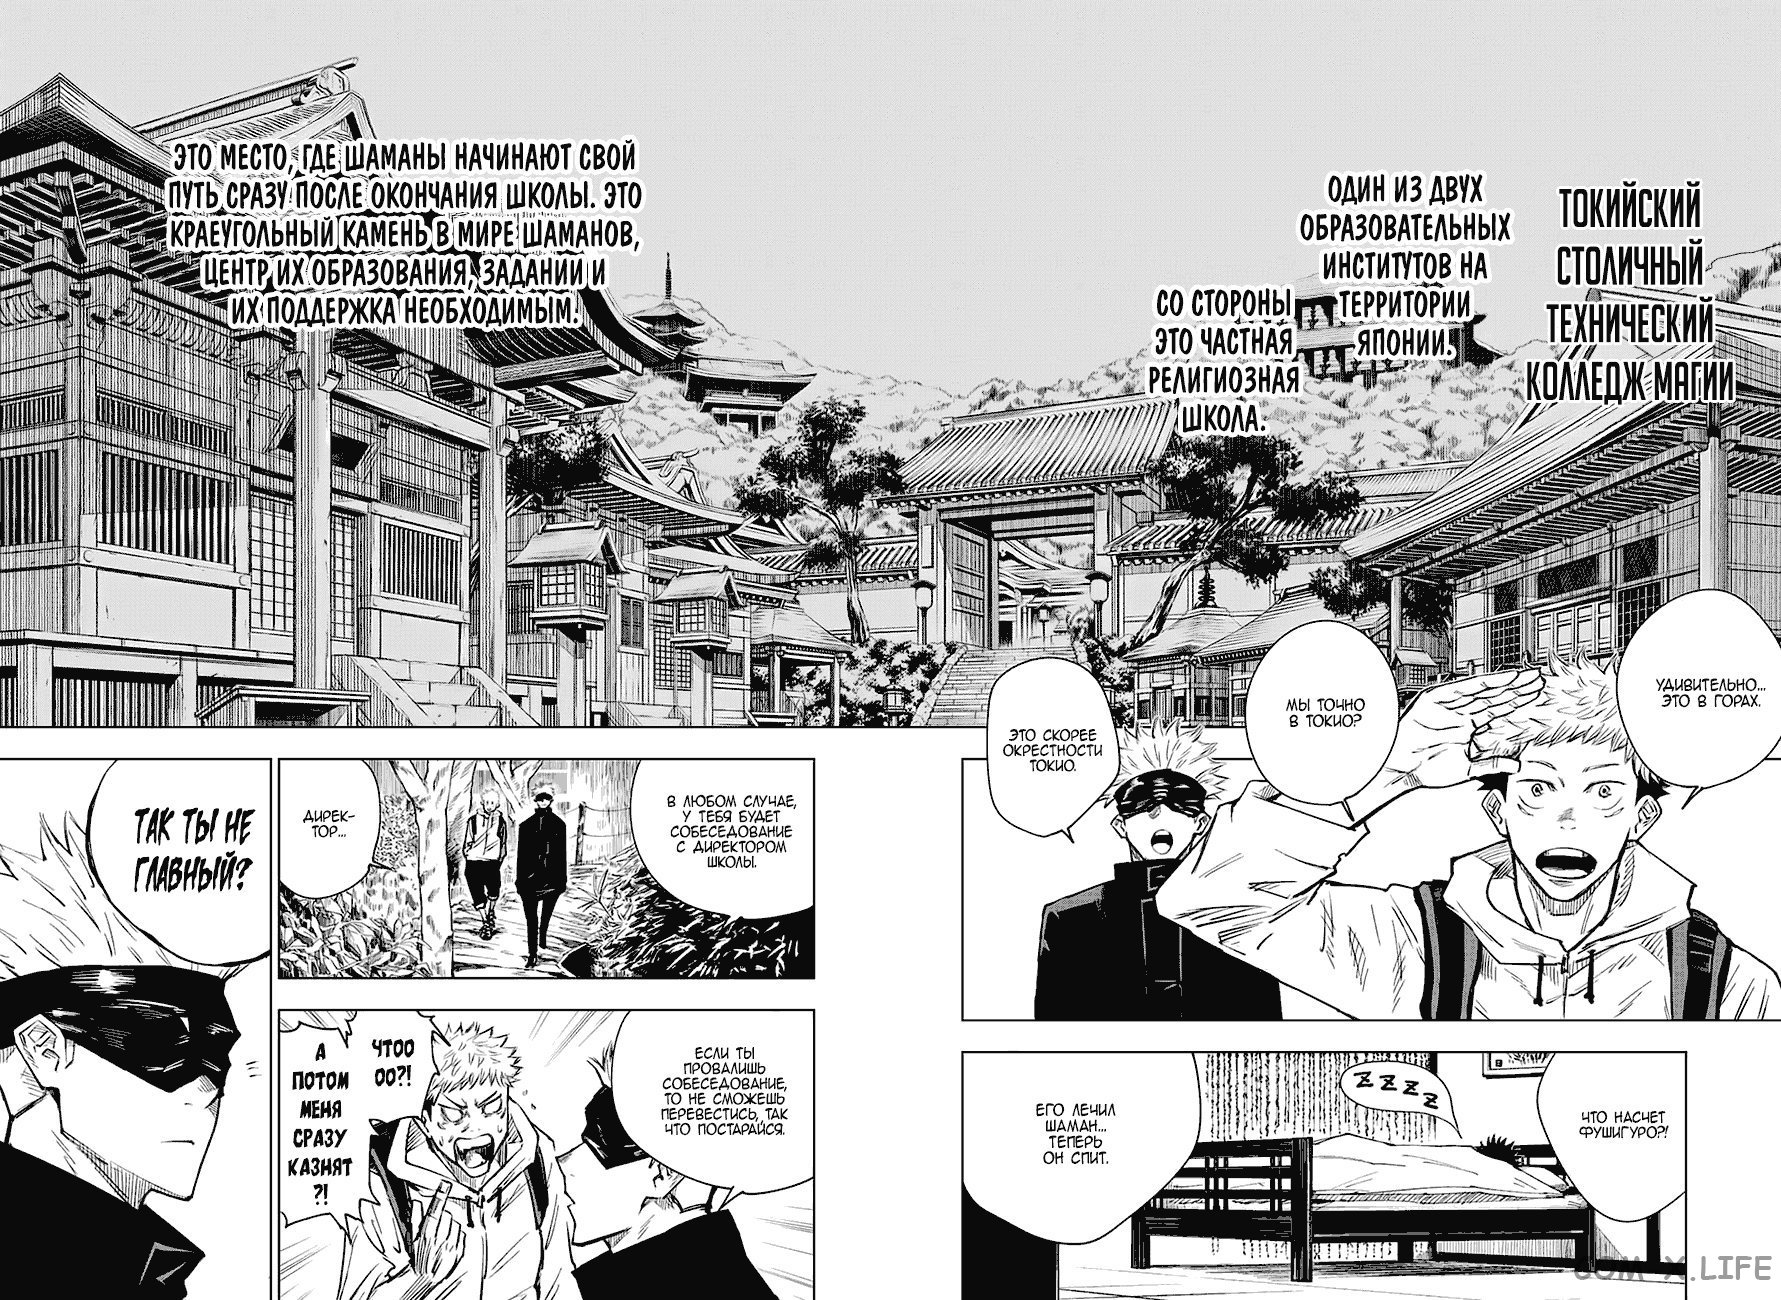 ТОКИЙСКИЙ
СТОЛИЧНЫЙ
ТЕХНИЧЕСКИЙ
КОЛЛЕДЖ МАГИИ
ОДИН ИЗ ДВУХ
ОБРАЗОВАТЕЛЬНЫХ
ИНСТИТУТОВ НА
ТЕРРИТОРИИ
ЯПОНИИ.
СО СТОРОНЫ
ЭТО ЧАСТНАЯ
РЕЛИГИОЗНАЯ
ШКОЛА.
ЭТО МЕСТО, ГДЕ ШАМАНЫ НАЧИНАЮТ СВОЙ
ПУТЬ СРАЗУ ПОСЛЕ ОКОНЧАНИЯ ШКОЛЫ. ЭТО
КРАЕУГОЛЬНЫЙ КАМЕНЬ В МИРЕ ШАМАНОВ,
ЦЕНТР ИХ ОБРАЗОВАНИЯ, ЗАДАНИИ И
ИХ ПОДДЕРЖКА НЕОБХОДИМЫМ.
УДИВИТЕЛЬНО...
ЭТО В ГОРАХ.
МЫ ТОЧНО
В ТОКИО?
ЭТО СКОРЕЕ
ОКРЕСТНОСТИ
ТОКИО.
ЧТО НАСЧЕТ
ФУШИГУРО?!
ZZZZ
ЕГО ЛЕЧИЛ
ШАМАН...
ТЕПЕРЬ
ОН СПИТ.
В ЛЮБОМ СЛУЧАЕ,
У ТЕБЯ БУДЕТ
СОБЕСЕДОВАНИЕ
С ДИРЕКТОРОМ
ШКОЛЫ.
ДИРЕК-
ТОР...
ТАК ТЫ НЕ
ГЛАВНЫЙ?
ЕСЛИ ТЫ
ПРОВАЛИШЬ
СОБЕСЕДОВАНИЕ,
ТО НЕ СМОЖЕШЬ
ПЕРЕВЕСТИСЬ, ТАК
ЧТО ПОСТАРАЙСЯ.
ЧТОО
ОО?!
А
ПОТОМ
МЕНЯ
СРАЗУ
КАЗНЯТ
?!
COM-X.LIFE